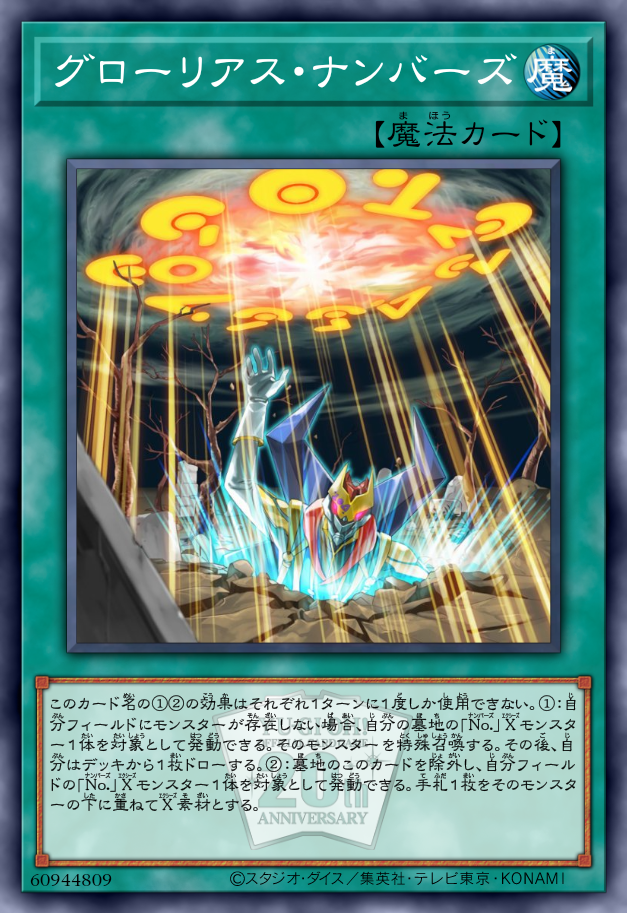 グローリアス・ナンバーズ 魔
【魔法カード】
このカード名の①②の効果はそれぞれ1ターンに1度しか使用できない。①:自
分フィールドにモンスターが存在しない場合、自分の墓地の「No.」Xモンス
ター1体を対象として発動できる。そのモンスターを特殊召喚する。その後、自
分はデッキから1枚ドローする。②:墓地のこのカードを除外し、自分フィール
ドの「No.」Xモンスター1体を対象として発動できる。手札1枚をそのモンスタ
ーの下に重ねてX素材とする。
20th
ANNIVERSARY
60944809 ©スタジオ・ダイス/集英社・テレビ東京・KONAMI